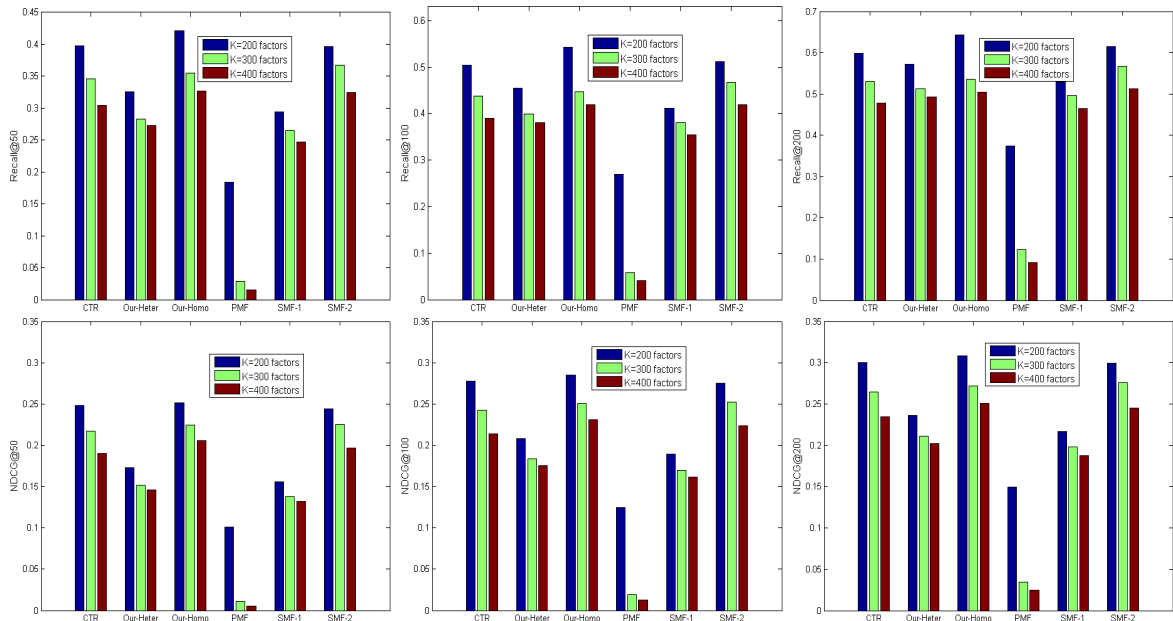 0.45
0.4
0.35
0.3
0.25
0.2
0.15
0.1
0.05
0
Recall@50
K=200 factors
K=300 factors
K=400 factors
CTR Our-Heter Our-Homo PMF SMF-1 SMF-2
0.6
0.5
0.4
0.3
0.2
0.1
0
Recall@100
K=200 factors
K=300 factors
K=400 factors
CTR Our-Heter Our-Homo PMF SMF-1 SMF-2
0.7
0.6
0.5
0.4
0.3
0.2
0.1
0
Recall@200
K=200 factors
K=300 factors
K=400 factors
CTR Our-Heter Our-Homo PMF SMF-1 SMF-2
0.35
0.3
0.25
0.2
0.15
0.1
0.05
0
NDCG@50
K=200 factors
K=300 factors
K=400 factors
CTR Our-Heter Our-Homo PMF SMF-1 SMF-2
0.35
0.3
0.25
0.2
0.15
0.1
0.05
0
NDCG@100
K=200 factors
K=300 factors
K=400 factors
CTR Our-Heter Our-Homo PMF SMF-1 SMF-2
0.35
0.3
0.25
0.2
0.15
0.1
0.05
0
NDCG@200
K=200 factors
K=300 factors
K=400 factors
CTR Our-Heter Our-Homo PMF SMF-1 SMF-2